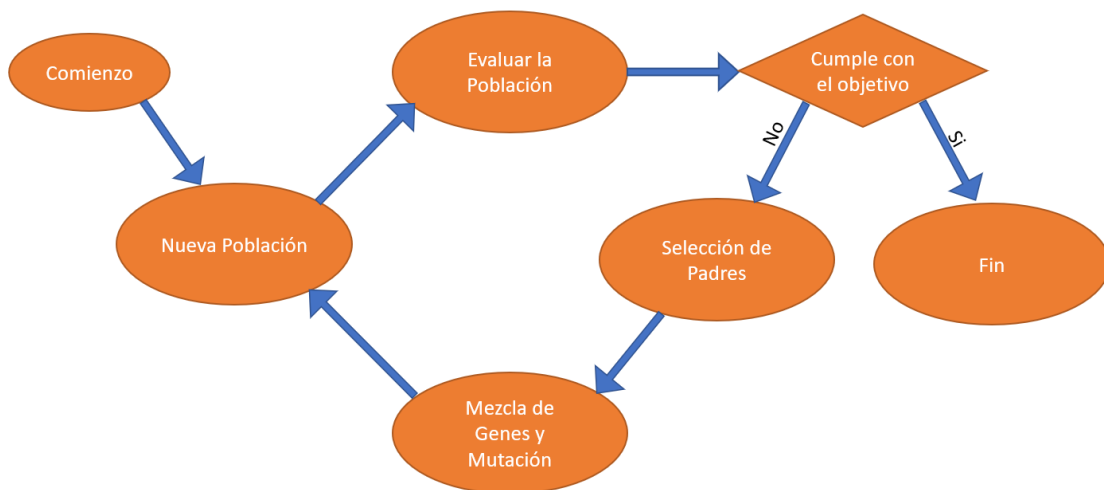 Comienzo
Evaluar la
Población
Cumple con
el objetivo
No
Si
Nueva Población
Selección de
Padres
Fin
Mezcla de
Genes y
Mutación